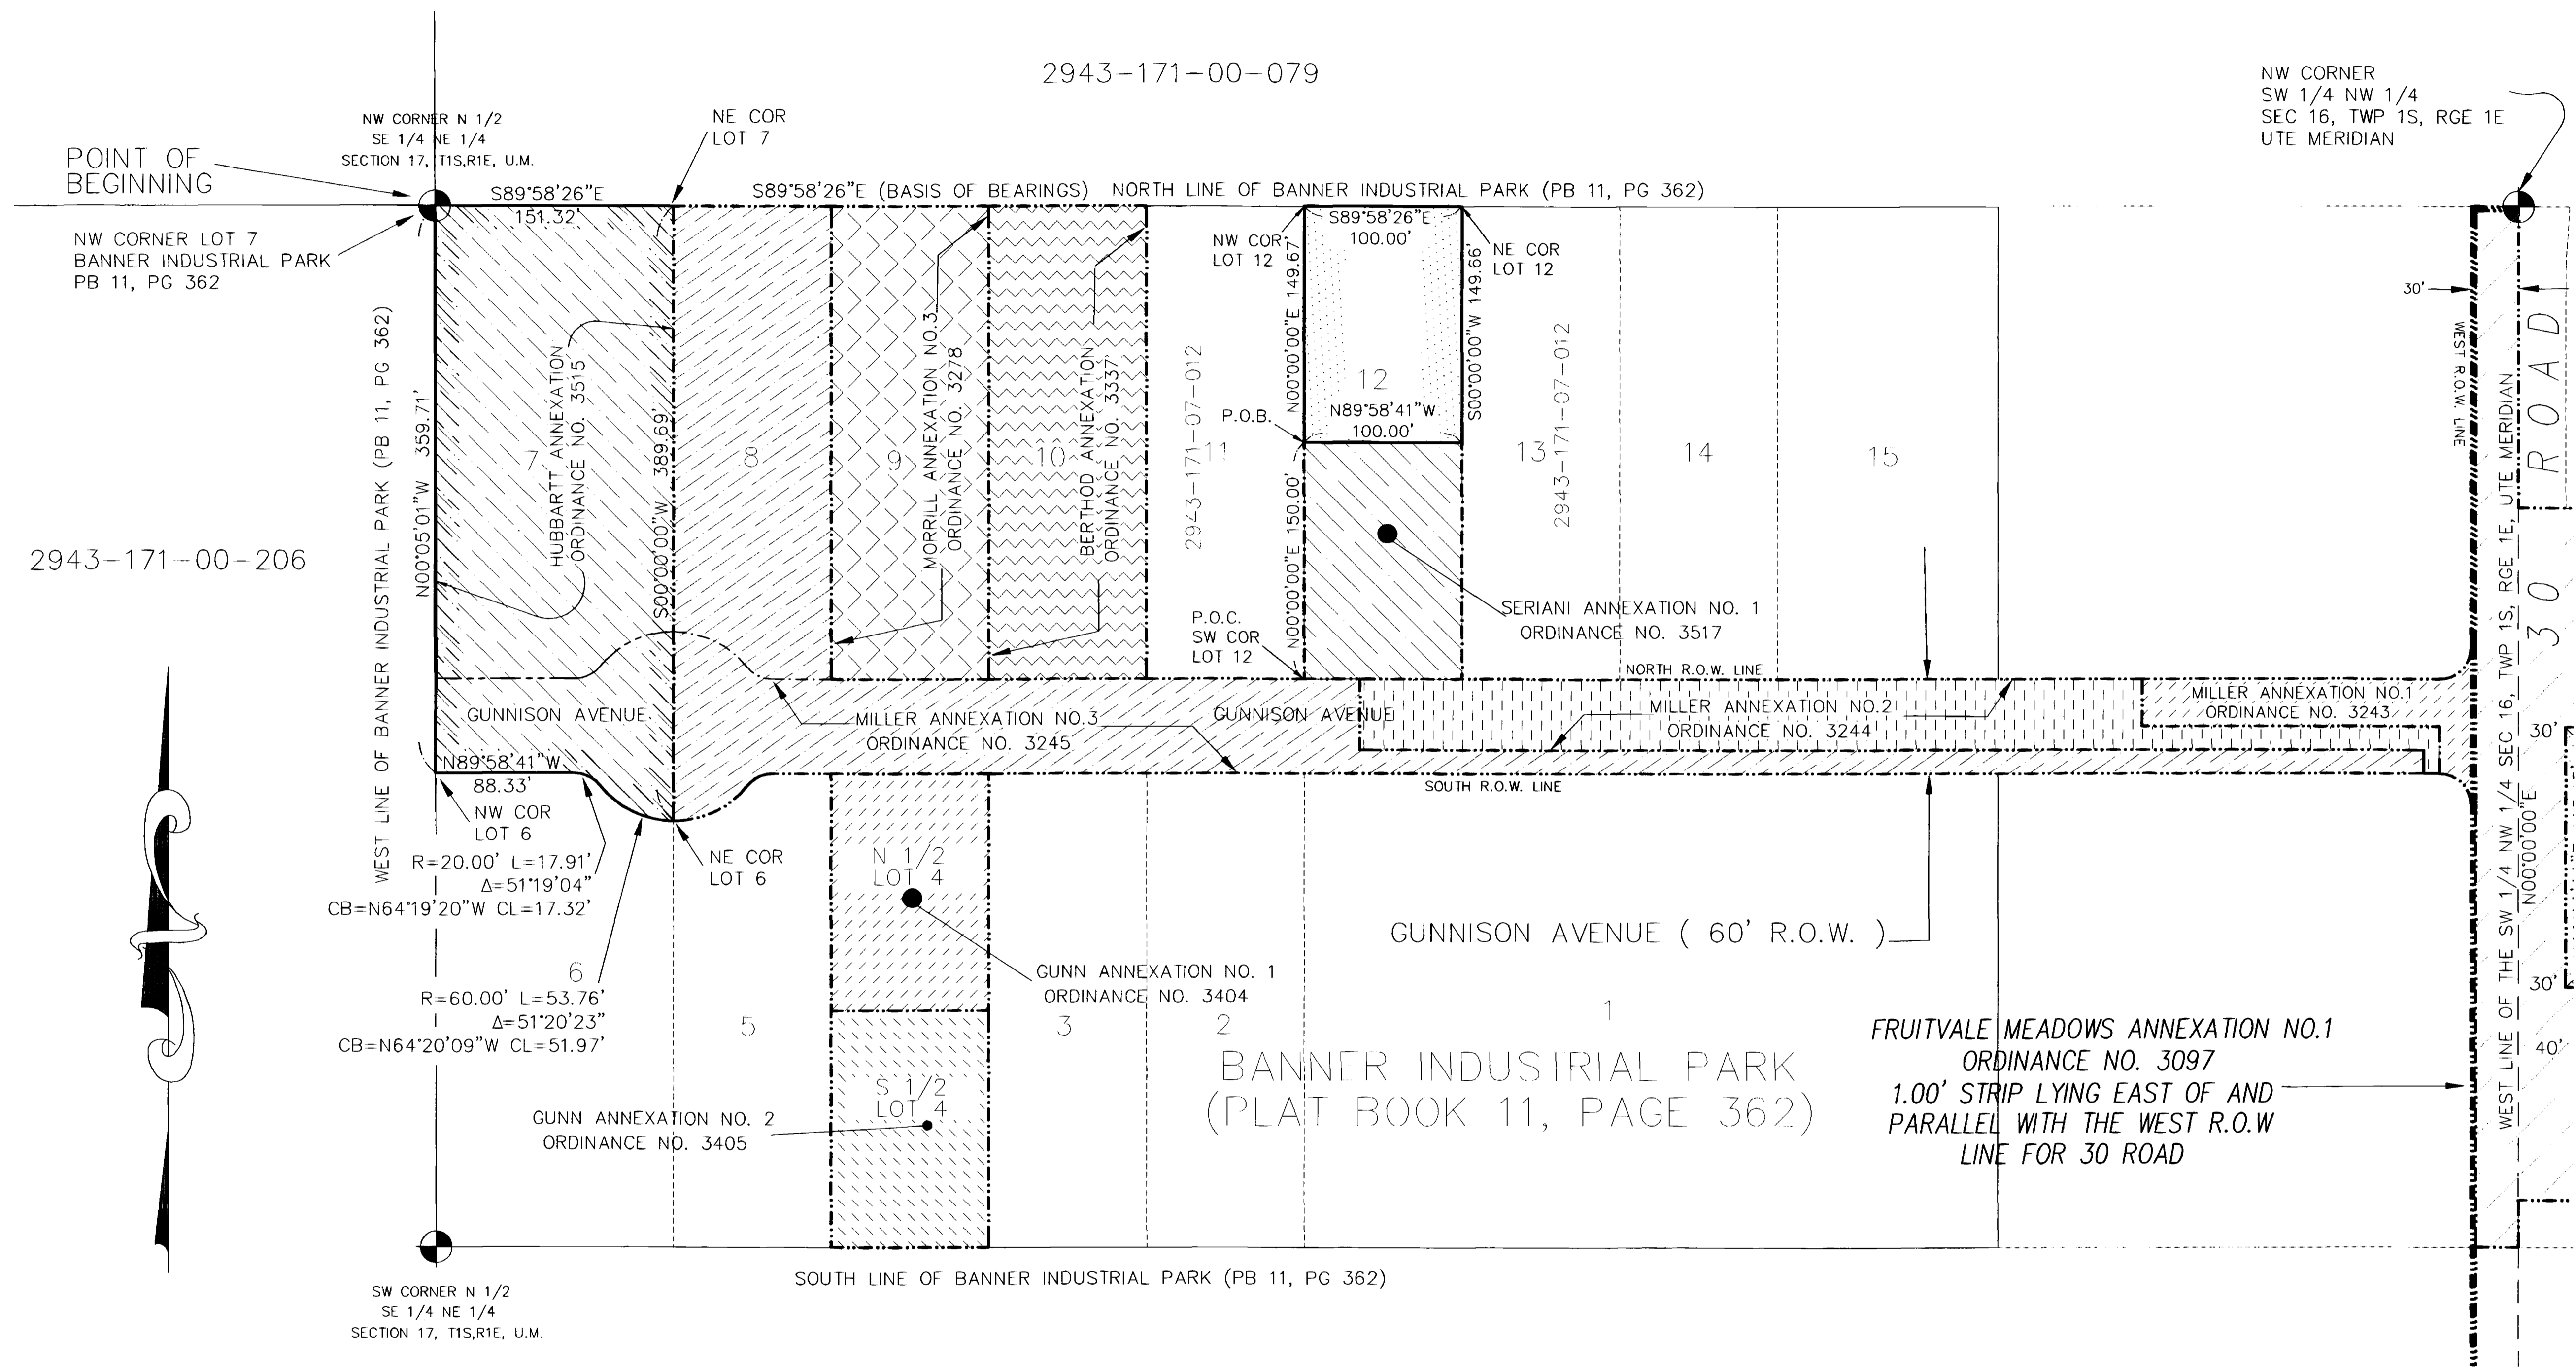 2943-171-00-079
NW CORNER
SW 1/4 NW 1/4
SEC 16, TWP 1S, RGE 1E
UTE MERIDIAN
NW CORNER N 1/2
SE 1/4 NE 1/4
SECTION 17, T1S,R1E, U.M.
NE COR
LOT 7
POINT OF
BEGINNING
S89°58'26"E
151.32'
S89°58'26"E (BASIS OF BEARINGS) NORTH LINE OF BANNER INDUSTRIAL PARK (PB 11, PG 362)
NW CORNER LOT 7
BANNER INDUSTRIAL PARK
PB 11, PG 362
NW COR
LOT 12
S89°58'26"E
100.00'
NE COR
LOT 12
N00°00'00"E 149.67'
S00°00'00"W 149.66'
12
N89°58'41"W
100.00'
P.O.B.
30'
WEST R.O.W. LINE
30 ROAD
WEST LINE OF BANNER INDUSTRIAL PARK (PB 11, PG 362)
N00°05'01"W 359.71'
7
HUBBARTT ANNEXATION
ORDINANCE NO. 3515
S00°00'00"W 389.69'
8
9
MORRILL ANNEXATION NO.3
ORDINANCE NO. 3278
10
BERTHOD ANNEXATION
ORDINANCE NO. 3337
11
2943-171-07-012
13
2943-171-07-012
14
15
2943-171-00-206
N00°00'00"E 150.00'
P.O.C.
SW COR
LOT 12
SERIANI ANNEXATION NO. 1
ORDINANCE NO. 3517
NORTH R.O.W. LINE
GUNNISON AVENUE
MILLER ANNEXATION NO.3
ORDINANCE NO. 3245
GUNNISON AVENUE
MILLER ANNEXATION NO.2
ORDINANCE NO. 3244
MILLER ANNEXATION NO.1
ORDINANCE NO. 3243
30'
N89°58'41"W
88.33'
SOUTH R.O.W. LINE
NW COR
LOT 6
R=20.00' L=17.91'
Δ=51°19'04"
CB=N64°19'20"W CL=17.32'
NE COR
LOT 6
N 1/2
LOT 4
GUNNISON AVENUE ( 60' R.O.W. )
WEST LINE OF THE SW 1/4 NW 1/4 SEC 16, TWP 1S, RGE 1E, UTE MERIDIAN
N00°00'00"E
6
R=60.00' L=53.76'
Δ=51°20'23"
CB=N64°20'09"W CL=51.97'
GUNN ANNEXATION NO. 1
ORDINANCE NO. 3404
30'
5
3
2
1
BANNER INDUSTRIAL PARK
(PLAT BOOK 11, PAGE 362)
FRUITVALE MEADOWS ANNEXATION NO.1
ORDINANCE NO. 3097
1.00' STRIP LYING EAST OF AND
PARALLEL WITH THE WEST R.O.W
LINE FOR 30 ROAD
40'
S 1/2
LOT 4
GUNN ANNEXATION NO. 2
ORDINANCE NO. 3405
SOUTH LINE OF BANNER INDUSTRIAL PARK (PB 11, PG 362)
SW CORNER N 1/2
SE 1/4 NE 1/4
SECTION 17, T1S,R1E, U.M.